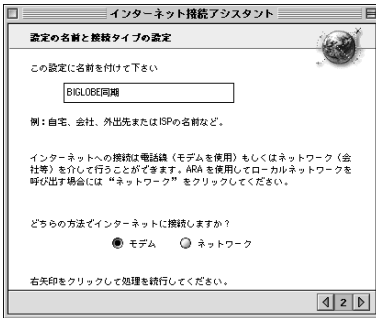 インターネット接続アシスタント
設定の名前と接続タイプの設定
この設定に名前を付けて下さい
BIGLOBE同期
例：自宅、会社、外出先またはISPの名前など。
インターネットへの接続は電話線（モデムを使用）もしくはネットワーク（会
社等）を介して行うことができます。ARAを使用してローカルネットワークを
呼び出す場合には“ネットワーク”をクリックしてください。
どちらの方法でインターネットに接続しますか？
モデム ネットワーク
右矢印をクリックして処理を続行してください。
2